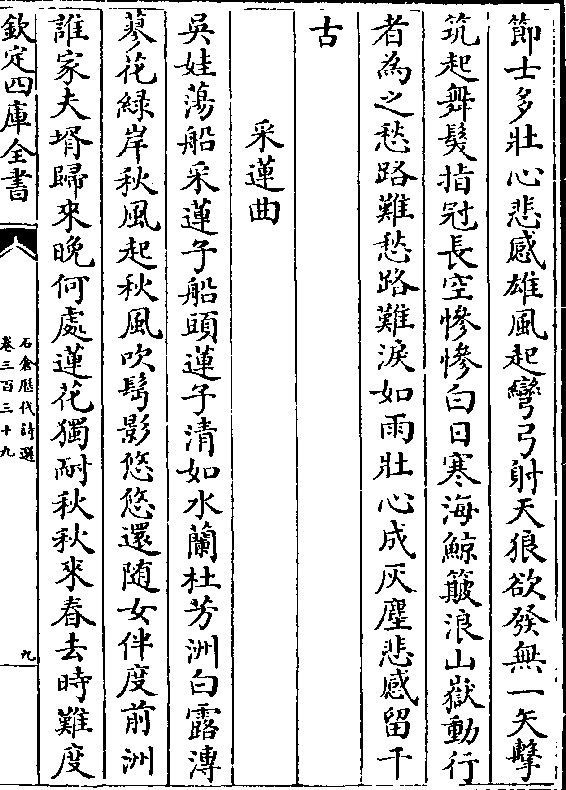 節士多壯心悲感雄風起彎弓射天狼欲發無一矢擊
筑起舞髮指冠長空慘慘白日寒海鯨簸浪山嶽動行
者為之愁路難愁路難淚如雨壯心成灰塵悲感留千
古
采蓮曲
吳娃蕩船采蓮子船頭蓮子清如水蘭杜芳洲白露漙
蓼花綠岸秋風起秋風吹髩影悠悠還随女伴度前洲
誰家夫壻歸來晚何處蓮花獨耐秋秋來春去時難度
欽定四庫全書
石倉歷代詩選
卷三百三十九
九